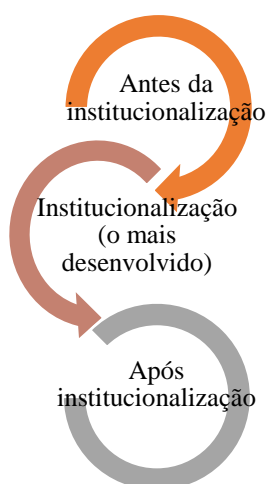 Antes da
institucionalização
Institucionalização
(o mais
desenvolvido)
Após
institucionalização